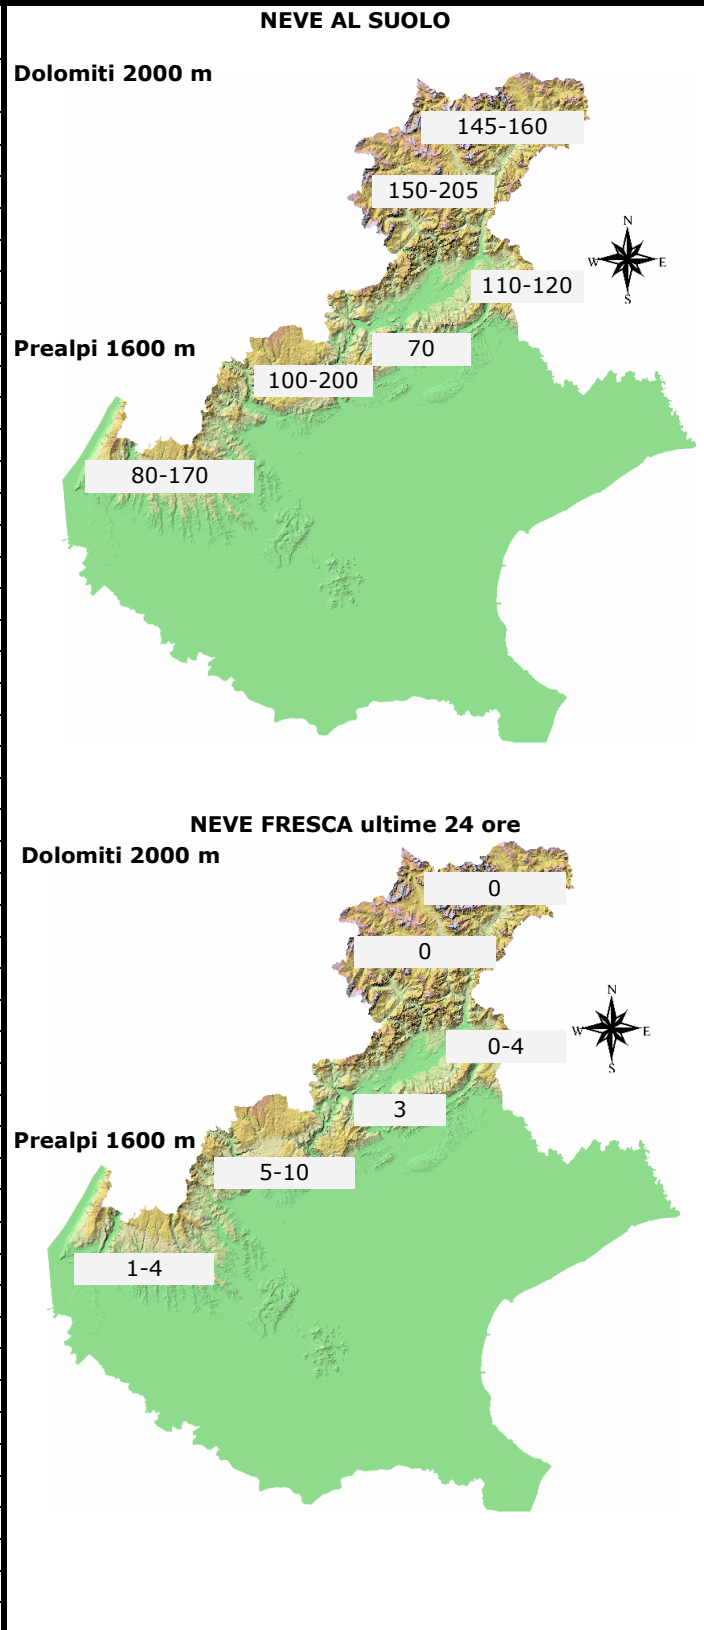 NEVE AL SUOLO
Dolomiti 2000 m
145-160
150-205
N
W E
S
110-120
Prealpi 1600 m
70
100-200
80-170
NEVE FRESCA ultime 24 ore
Dolomiti 2000 m
0
0
N
W E
S
0-4
3
Prealpi 1600 m
5-10
1-4